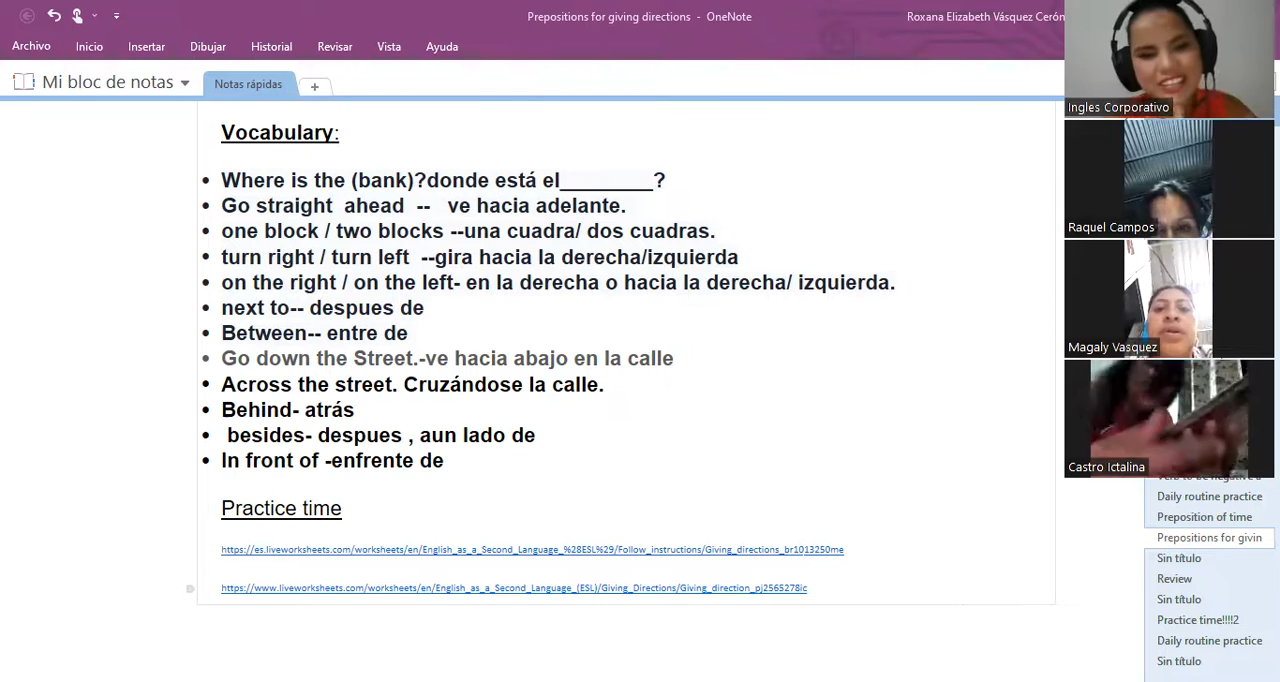 Prepositions for giving directions - OneNote
Roxana Elizabeth Vásquez Cerón
Archivo Inicio Insertar Dibujar Historial Revisar Vista Ayuda
Mi bloc de notas
Notas rápidas
+
Vocabulary:
Where is the (bank)?donde está el________?
Go straight ahead -- ve hacia adelante.
one block / two blocks --una cuadra/ dos cuadras.
turn right / turn left --gira hacia la derecha/izquierda
on the right / on the left- en la derecha o hacia la derecha/ izquierda.
next to-- despues de
Between-- entre de
Go down the Street.-ve hacia abajo en la calle
Across the street. Cruzándose la calle.
Behind- atrás
besides- despues , aun lado de
In front of -enfrente de
Practice time
https://es.liveworksheets.com/worksheets/en/English_as_a_Second_Language_%28ESL%29/Follow_instructions/Giving_directions_br1013250me
https://www.liveworksheets.com/worksheets/en/English_as_a_Second_Language_(ESL)/Giving_Directions/Giving_direction_pj2565278ic
Ingles Corporativo
Raquel Campos
Magaly Vasquez
Castro Ictalina
Daily routine practice
Preposition of time
Prepositions for givin
Sin título
Review
Sin título
Practice time!!!!2
Daily routine practice
Sin título